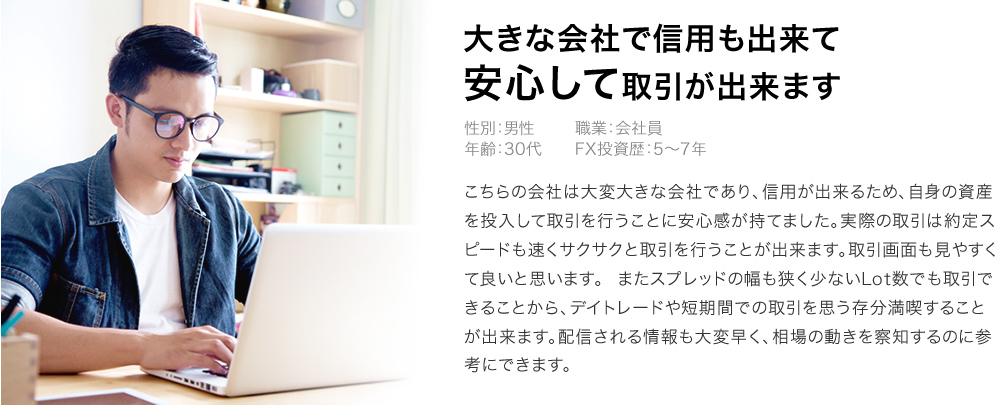 大きな会社で信用も出来て
安心して取引が出来ます
性別：男性　職業：会社員
年齢：30代　FX投資歴：5～7年
こちらの会社は大変大きな会社であり、信用が出来るため、自身の資産
を投入して取引を行うことに安心感が持てました。実際の取引は約定ス
ピードも速くサクサクと取引を行うことが出来ます。取引画面も見やすく
て良いと思います。　またスプレッドの幅も狭く少ないLot数でも取引で
きることから、デイトレードや短期間での取引を思う存分満喫すること
が出来ます。配信される情報も大変早く、相場の動きを察知するのに参
考にできます。